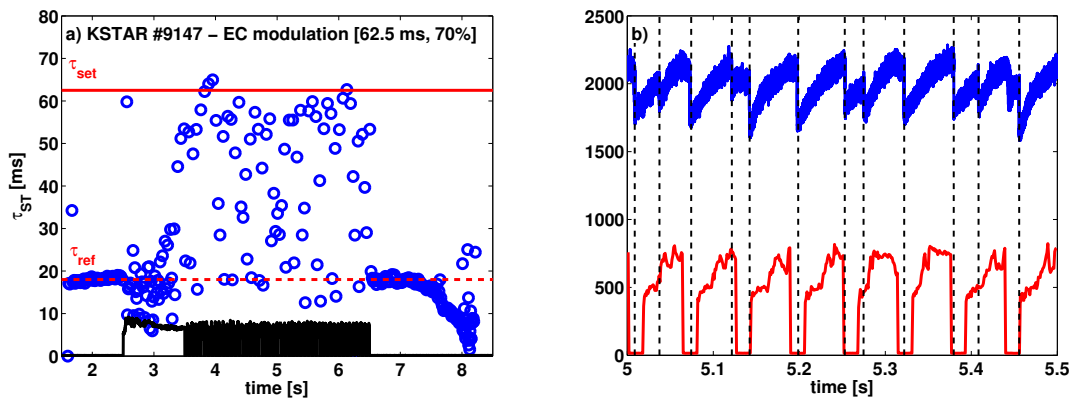 a) KSTAR #9147 – EC modulation [62.5 ms, 70%]
τset
τref
τST [ms]
80
70
60
50
40
30
20
10
0
2 3 4 5 6 7 8
time [s]
b)
2500
2000
1500
1000
500
0
5 5.1 5.2 5.3 5.4 5.5
time [s]